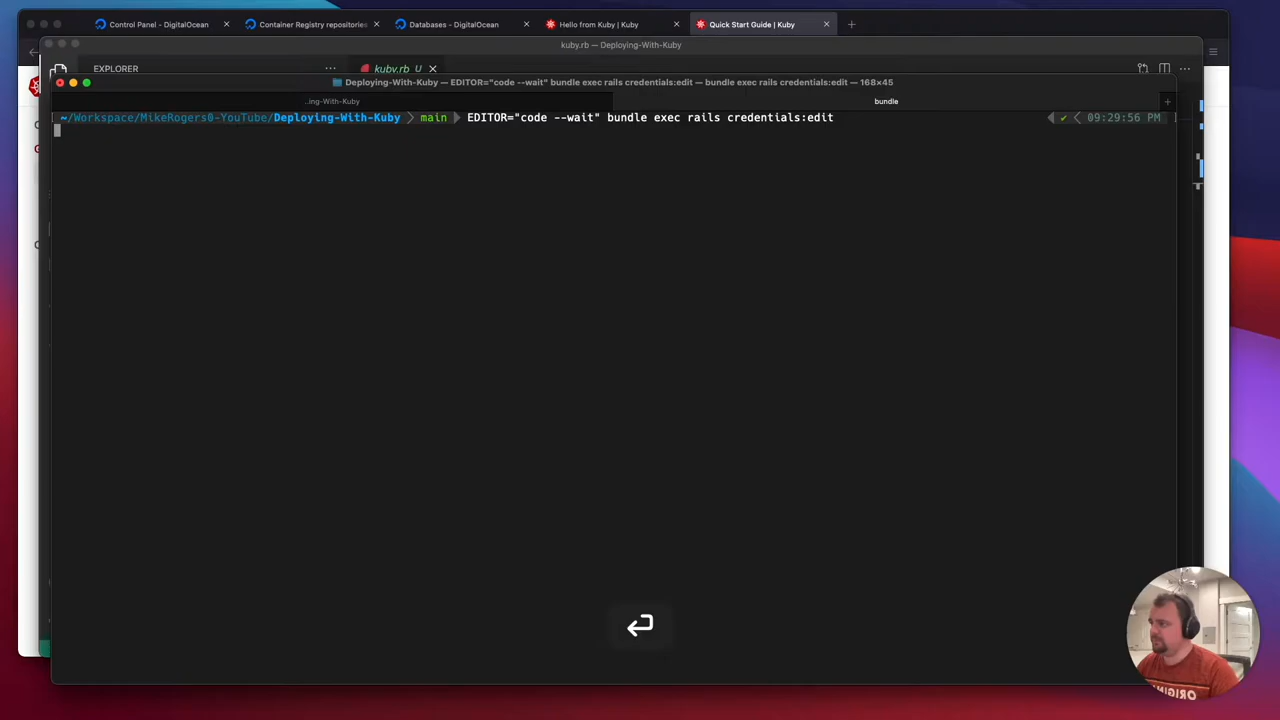 Control Panel - DigitalOcean
Container Registry repositories
Databases - DigitalOcean
Hello from Kuby | Kuby
Quick Start Guide | Kuby
kuby.rb — Deploying-With-Kuby
EXPLORER
kuby.rb U
Deploying-With-Kuby — EDITOR="code --wait" bundle exec rails credentials:edit — bundle exec rails credentials:edit — 168×45
..ing-With-Kuby
bundle
~/Workspace/MikeRogers0-YouTube/Deploying-With-Kuby main EDITOR="code --wait" bundle exec rails credentials:edit ✔ 09:29:56 PM
ORIGIN